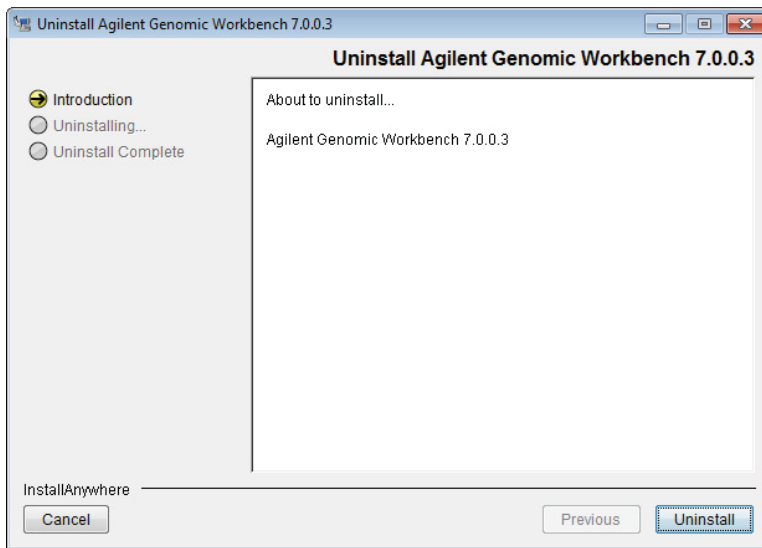 Uninstall Agilent Genomic Workbench 7.0.0.3
Uninstall Agilent Genomic Workbench 7.0.0.3
Introduction
Uninstalling...
Uninstall Complete
About to uninstall...
Agilent Genomic Workbench 7.0.0.3
InstallAnywhere
Cancel
Previous
Uninstall